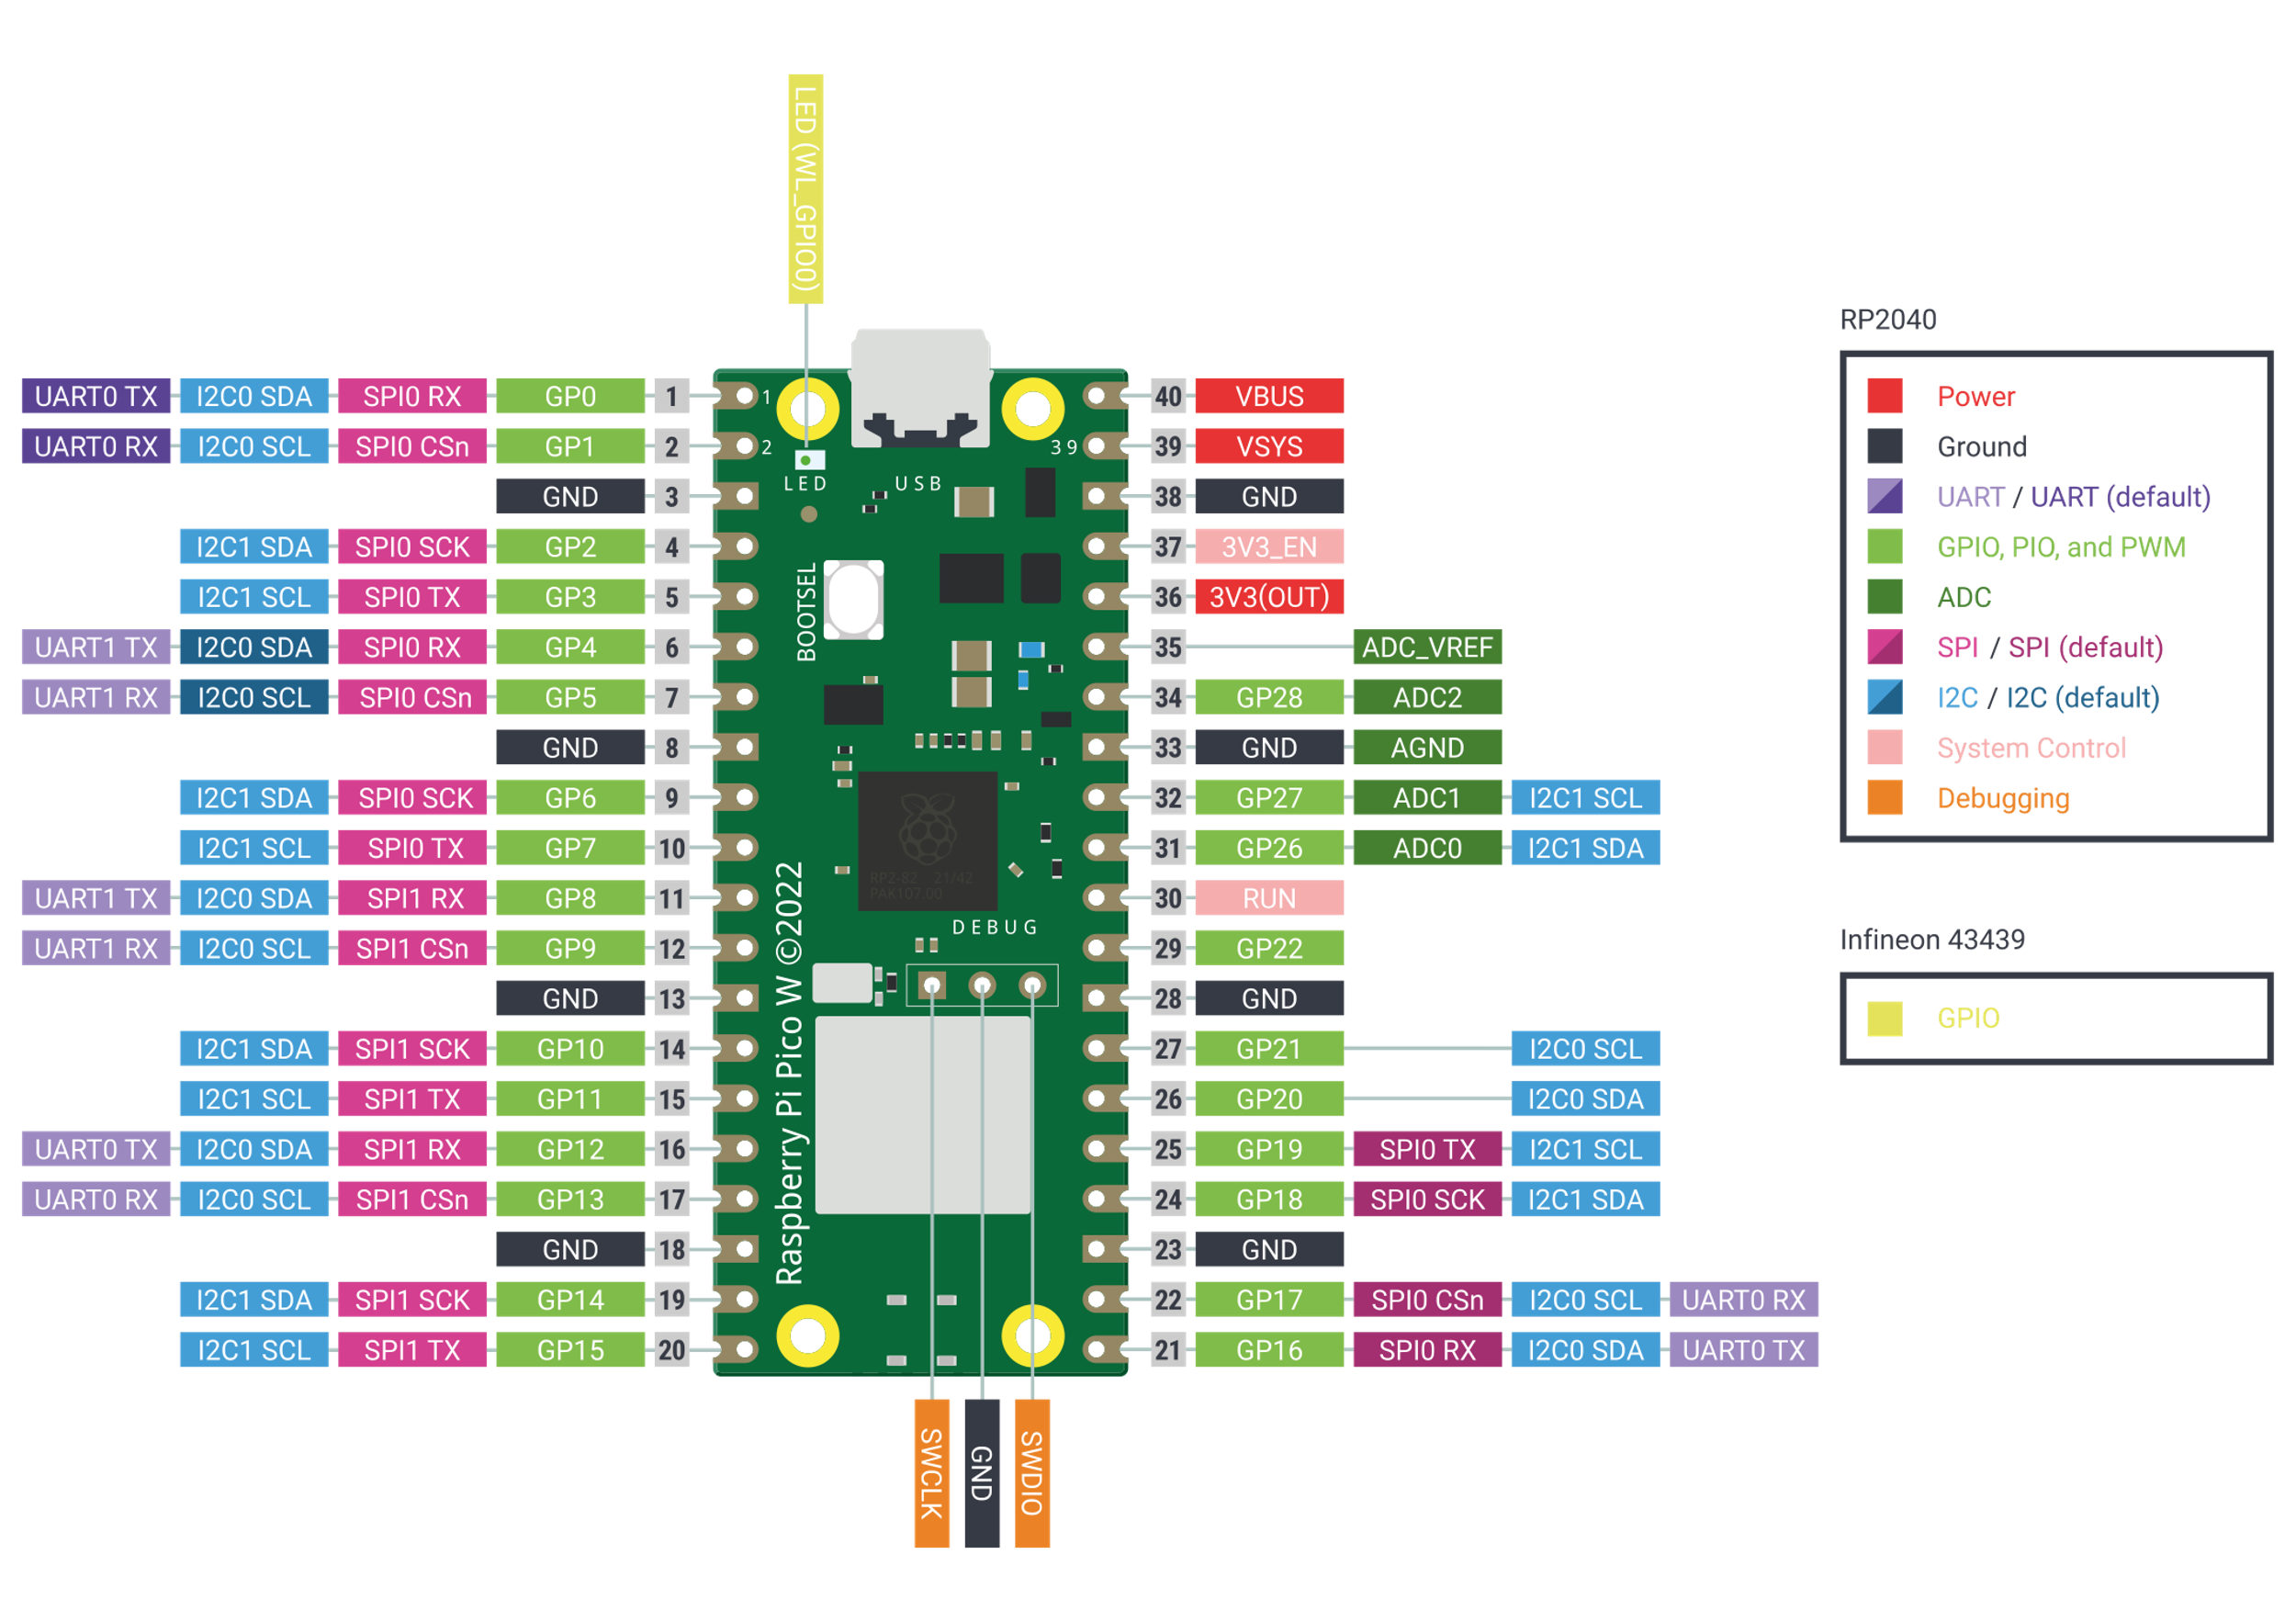 LED (WL_GPIO0)
UART0 TX I2C0 SDA SPI0 RX GP0 1 1 40 VBUS
UART0 RX I2C0 SCL SPI0 CSn GP1 2 2 39 39 VSYS
LED USB
GND 3 38 GND
I2C1 SDA SPI0 SCK GP2 4 37 3V3_EN
I2C1 SCL SPI0 TX GP3 5 36 3V3(OUT)
BOOTSEL
UART1 TX I2C0 SDA SPI0 RX GP4 6 35 ADC_VREF
UART1 RX I2C0 SCL SPI0 CSn GP5 7 34 GP28 ADC2
GND 8 33 GND AGND
I2C1 SDA SPI0 SCK GP6 9 32 GP27 ADC1 I2C1 SCL
I2C1 SCL SPI0 TX GP7 10 31 GP26 ADC0 I2C1 SDA
RP2-B2 21/42
PAK107.00
UART1 TX I2C0 SDA SPI1 RX GP8 11 30 RUN
DEBUG
UART1 RX I2C0 SCL SPI1 CSn GP9 12 29 GP22
GND 13 28 GND
I2C1 SDA SPI1 SCK GP10 14 27 GP21 I2C0 SCL
I2C1 SCL SPI1 TX GP11 15 26 GP20 I2C0 SDA
Raspberry Pi Pico W ©2022
UART0 TX I2C0 SDA SPI1 RX GP12 16 25 GP19 SPI0 TX I2C1 SCL
UART0 RX I2C0 SCL SPI1 CSn GP13 17 24 GP18 SPI0 SCK I2C1 SDA
GND 18 23 GND
I2C1 SDA SPI1 SCK GP14 19 22 GP17 SPI0 CSn I2C0 SCL UART0 RX
I2C1 SCL SPI1 TX GP15 20 21 GP16 SPI0 RX I2C0 SDA UART0 TX
SWCLK
GND
SWDIO
RP2040
Power
Ground
UART / UART (default)
GPIO, PIO, and PWM
ADC
SPI / SPI (default)
I2C / I2C (default)
System Control
Debugging
Infineon 43439
GPIO